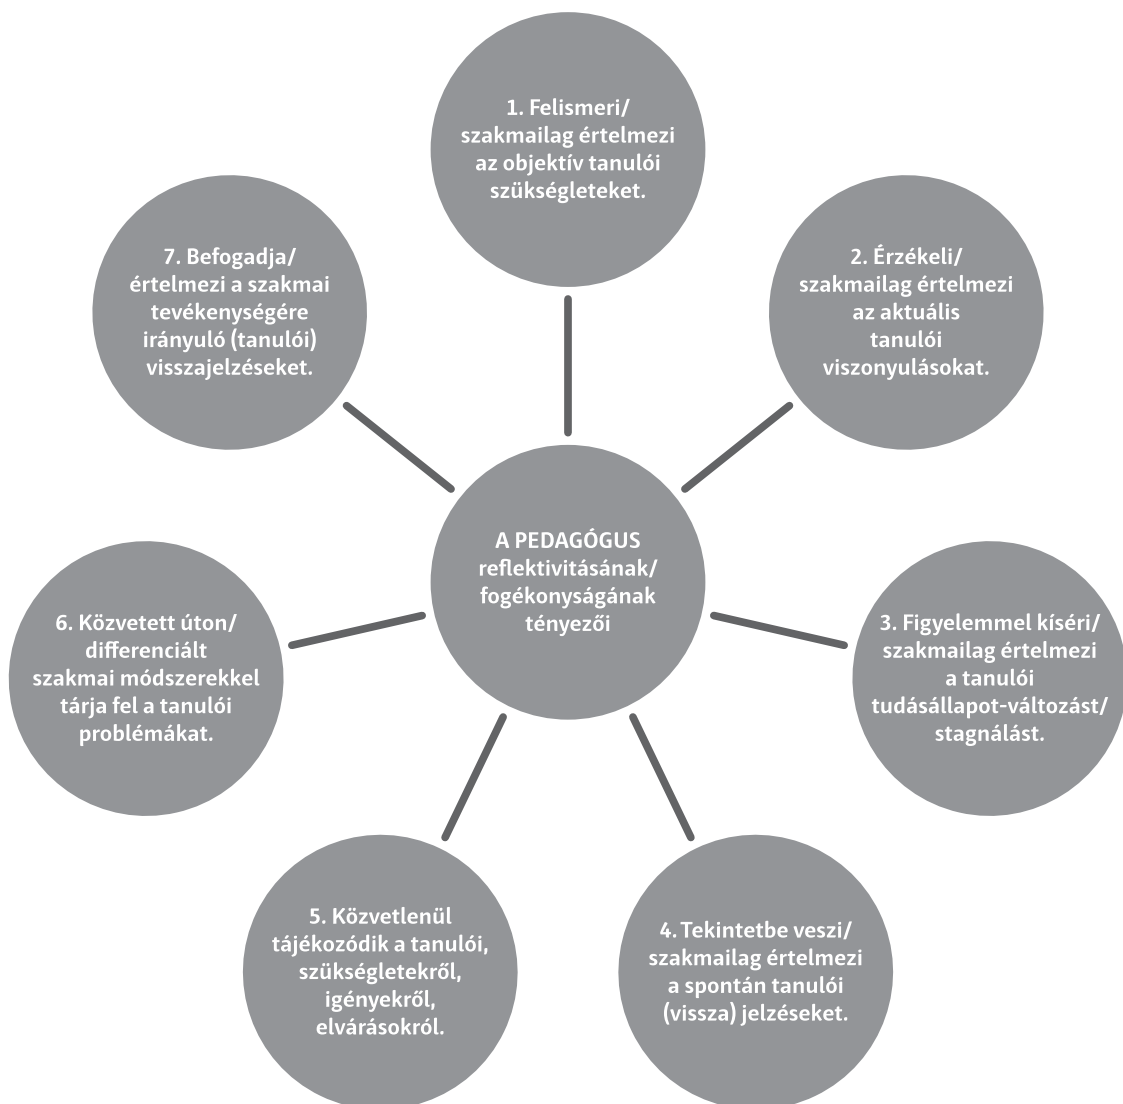 1. Felismeri/
szakmailag értelmezi
az objektív tanulói
szükségleteket.
2. Érzékeli/
szakmailag értelmezi
az aktuális
tanulói
viszonyulásokat.
3. Figyelemmel kíséri/
szakmailag értelmezi
a tanulói
tudásállapot-változást/
stagnálást.
4. Tekintetbe veszi/
szakmailag értelmezi
a spontán tanulói
(vissza) jelzéseket.
5. Közvetlenül
tájékozódik a tanulói,
szükségletekről,
igényekről,
elvárásokról.
6. Közvetett úton/
differenciált
szakmai módszerekkel
tárja fel a tanulói
problémákat.
7. Befogadja/
értelmezi a szakmai
tevékenységére
irányuló (tanulói)
visszajelzéseket.
A PEDAGÓGUS
reflektivitásának/
fogékonyságának
tényezői